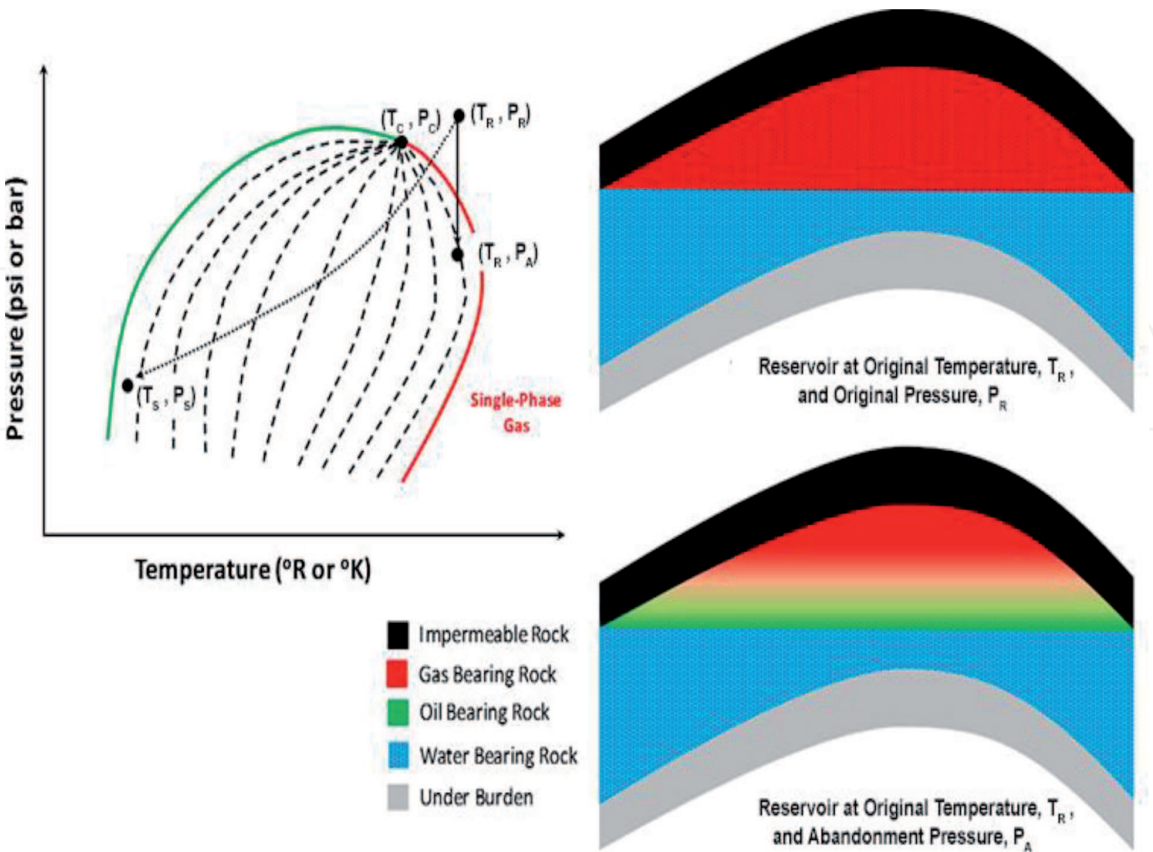 Pressure (psi or bar)
(T_C , P_C)
(T_R , P_R)
(T_R , P_A)
(T_S , P_S)
Single-Phase
Gas
Temperature (ºR or ºK)
Impermeable Rock
Gas Bearing Rock
Oil Bearing Rock
Water Bearing Rock
Under Burden
Reservoir at Original Temperature, T_R ,
and Original Pressure, P_R
Reservoir at Original Temperature, T_R ,
and Abandonment Pressure, P_A